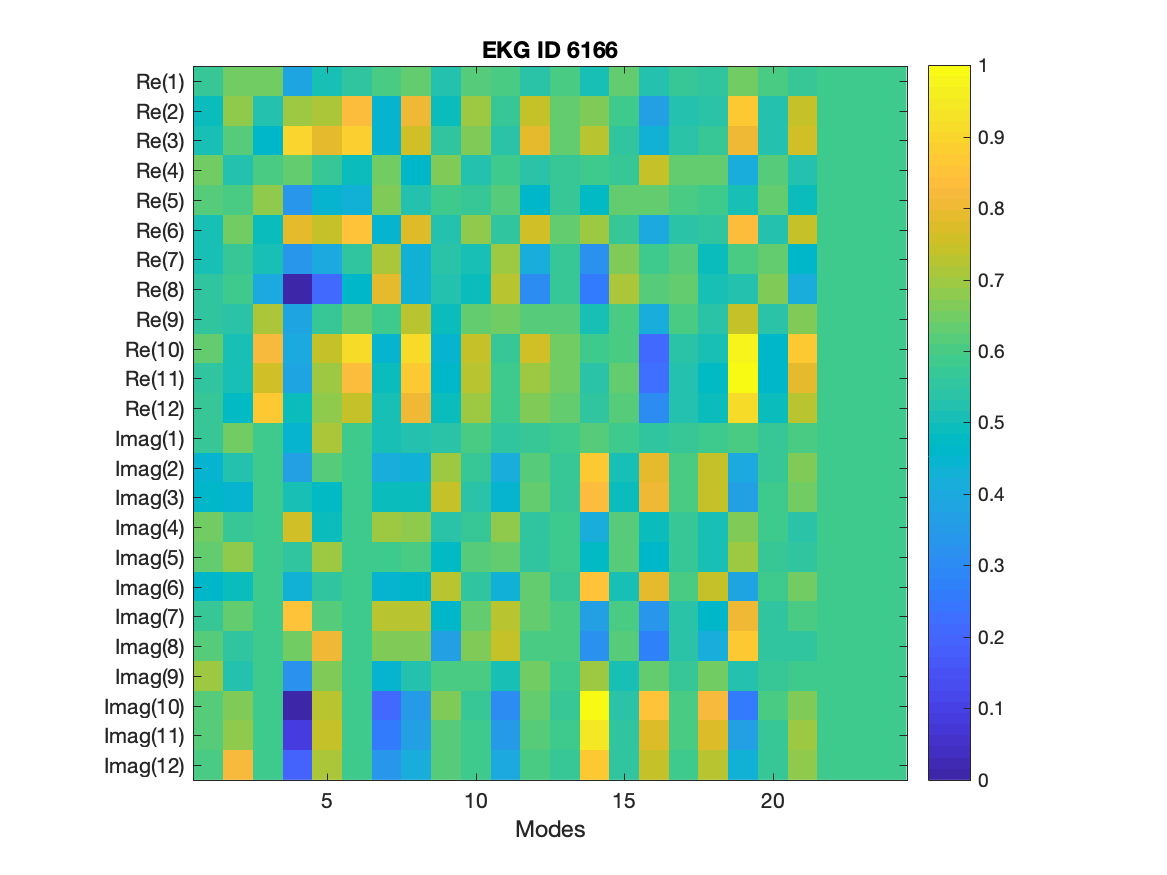 EKG ID 6166
Re(1)
Re(2)
Re(3)
Re(4)
Re(5)
Re(6)
Re(7)
Re(8)
Re(9)
Re(10)
Re(11)
Re(12)
Imag(1)
Imag(2)
Imag(3)
Imag(4)
Imag(5)
Imag(6)
Imag(7)
Imag(8)
Imag(9)
Imag(10)
Imag(11)
Imag(12)
5 10 15 20
Modes
1
0.9
0.8
0.7
0.6
0.5
0.4
0.3
0.2
0.1
0